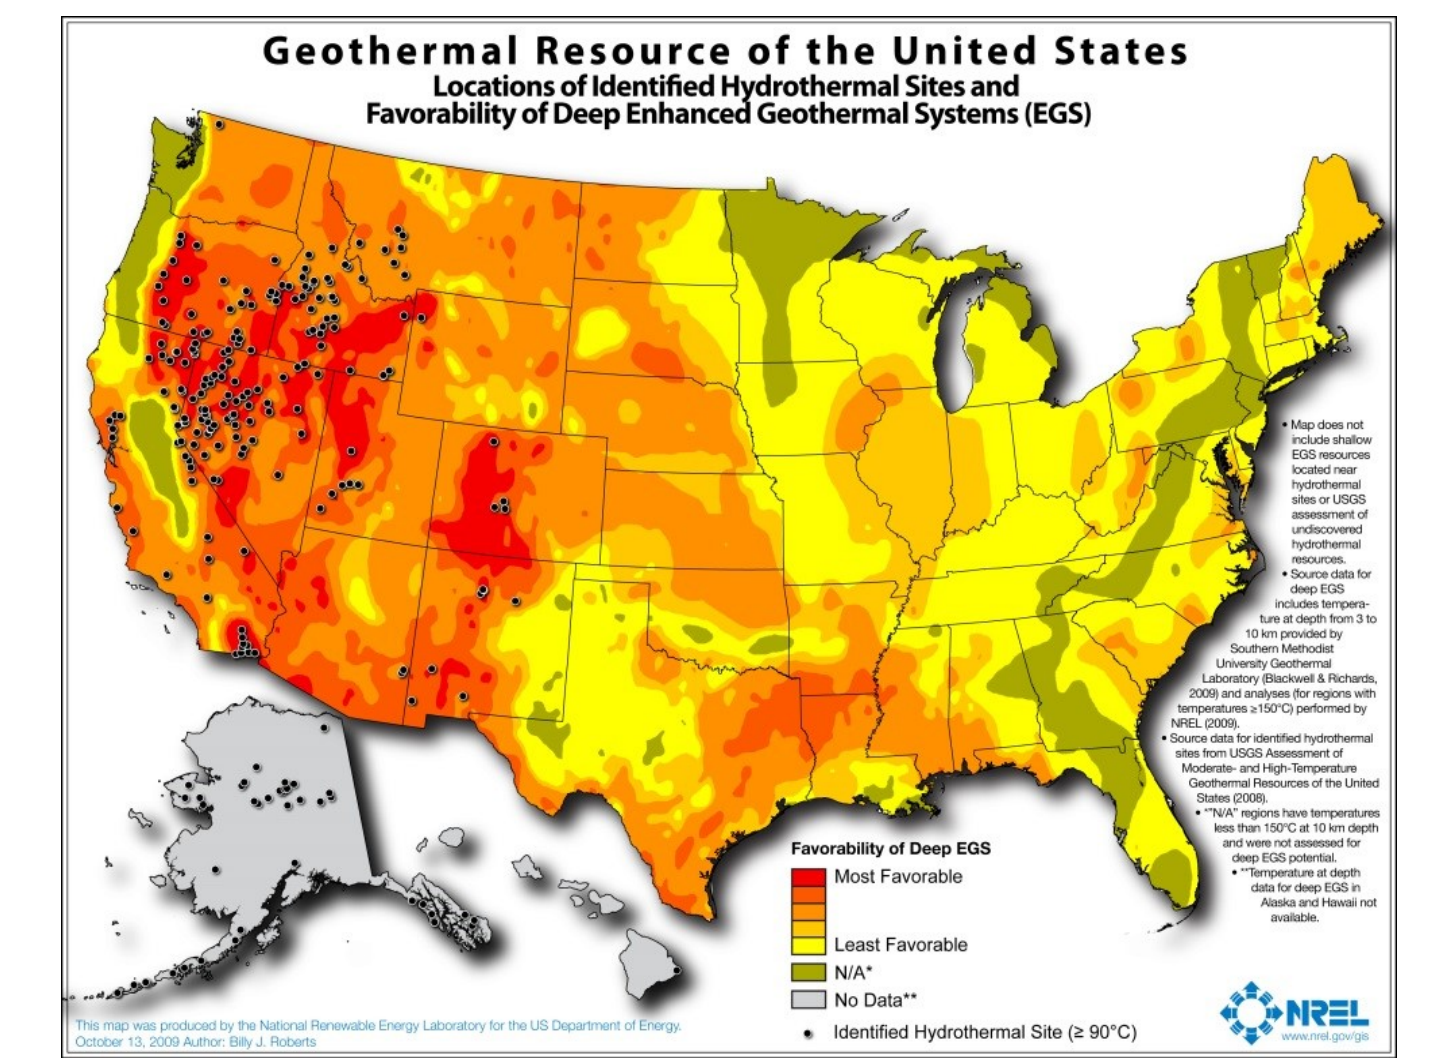 Geothermal Resource of the United States
Locations of Identified Hydrothermal Sites and
Favorability of Deep Enhanced Geothermal Systems (EGS)
• Map does not
include shallow
EGS resources
located near
hydrothermal
sites or USGS
assessment of
undiscovered
hydrothermal
resources.
• Source data for
deep EGS
includes tempera-
ture at depth from 3 to
10 km provided by
Southern Methodist
University Geothermal
Laboratory (Blackwell & Richards,
2009) and analyses (for regions with
temperatures ≥150°C) performed by
NREL (2009).
• Source data for identified hydrothermal
sites from USGS Assessment of
Moderate- and High-Temperature
Geothermal Resources of the United
States (2008).
• *"N/A" regions have temperatures
less than 150°C at 10 km depth
and were not assessed for
deep EGS potential.
• **Temperature at depth
data for deep EGS in
Alaska and Hawaii not
available.
Favorability of Deep EGS
Most Favorable
Least Favorable
N/A*
No Data**
Identified Hydrothermal Site (≥ 90°C)
This map was produced by the National Renewable Energy Laboratory for the US Department of Energy.
October 13, 2009 Author: Billy J. Roberts
NREL
www.nrel.gov/gis